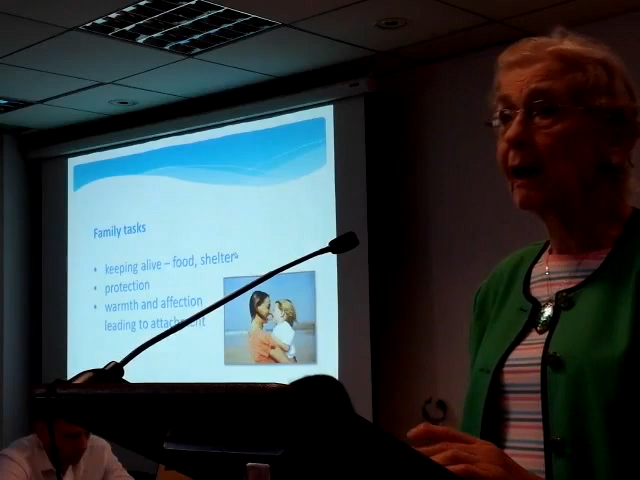 Family tasks
• keeping alive – food, shelter
• protection
• warmth and affection
leading to attachment